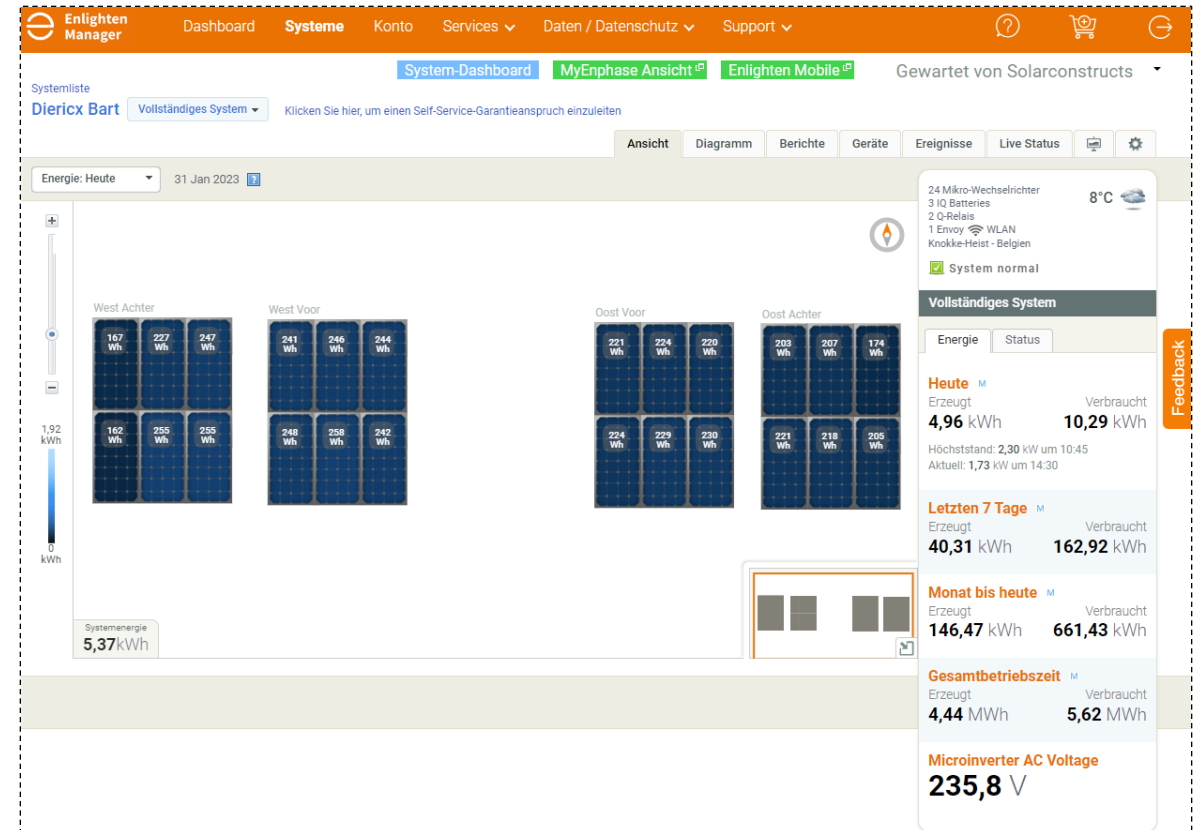 Enlighten
Manager
Dashboard Systeme Konto Services Daten / Datenschutz Support
System-Dashboard MyEnphase Ansicht Enlighten Mobile Gewartet von Solarconstructs
Systemliste
Diericx Bart Vollständiges System Klicken Sie hier, um einen Self-Service-Garantieanspruch einzuleiten
Ansicht Diagramm Berichte Geräte Ereignisse Live Status
Energie: Heute 31 Jan 2023 ?
24 Mikro-Wechselrichter
3 IQ Batteries
2 Q-Relais
1 Envoy WLAN
Knokke-Heist - Belgien
8°C
System normal
+
−
1,92
kWh
0
kWh
West Achter
167 Wh 227 Wh 247 Wh
162 Wh 255 Wh 255 Wh
West Voor
241 Wh 246 Wh 244 Wh
248 Wh 258 Wh 242 Wh
Oost Voor
221 Wh 224 Wh 220 Wh
224 Wh 229 Wh 230 Wh
Oost Achter
203 Wh 207 Wh 174 Wh
221 Wh 218 Wh 205 Wh
Systemenergie
5,37kWh
Vollständiges System
Energie Status
Heute M
Erzeugt Verbraucht
4,96 kWh 10,29 kWh
Höchststand: 2,30 kW um 10:45
Aktuell: 1,73 kW um 14:30
Letzten 7 Tage M
Erzeugt Verbraucht
40,31 kWh 162,92 kWh
Monat bis heute M
Erzeugt Verbraucht
146,47 kWh 661,43 kWh
Gesamtbetriebszeit M
Erzeugt Verbraucht
4,44 MWh 5,62 MWh
Microinverter AC Voltage
235,8 V
Feedback